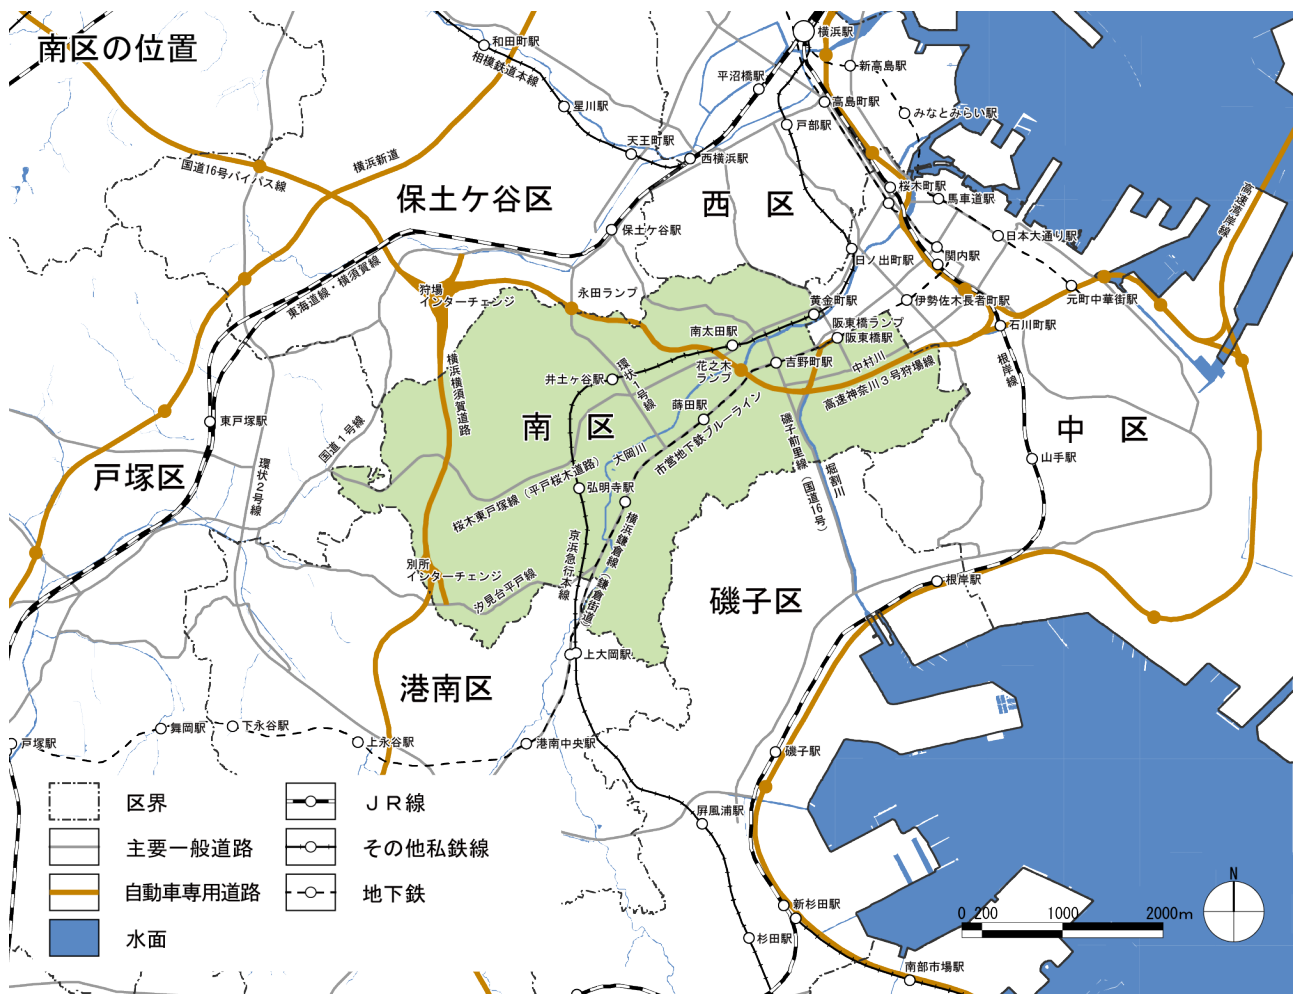 南区の位置
和田町駅
相模鉄道本線
横浜駅
平沼橋駅
新高島駅
星川駅
高島町駅
みなとみらい駅
戸部駅
天王町駅
西横浜駅
国道16号バイパス線
横浜新道
保土ケ谷区
西 区
桜木町駅
馬車道駅
高速湾岸線
保土ケ谷駅
日本大通り駅
日ノ出町駅
関内駅
東海道線・横須賀線
狩場
インターチェンジ
永田ランプ
黄金町駅
伊勢佐木長者町駅
元町中華街駅
南太田駅
阪東橋ランプ
阪東橋駅
石川町駅
横浜横須賀道路
井土ヶ谷駅
環状1号線
花之木
ランプ
吉野町駅
中村川
高速神奈川3号狩場線
根岸線
東戸塚駅
国道1号線
南 区
蒔田駅
市営地下鉄ブルーライン
磯子前里線(国道16号)
中 区
戸塚区
環状2号線
桜木東戸塚線(平戸桜木道路)
大岡川
堀割川
山手駅
弘明寺駅
横浜鎌倉線(鎌倉街道)
京浜急行本線
別所
インターチェンジ
汐見台平戸線
根岸駅
磯子区
上大岡駅
港南区
舞岡駅
下永谷駅
戸塚駅
上永谷駅
港南中央駅
磯子駅
屏風浦駅
区界
JR線
主要一般道路
その他私鉄線
自動車専用道路
地下鉄
水面
新杉田駅
杉田駅
南部市場駅
N
0 200 1000 2000m